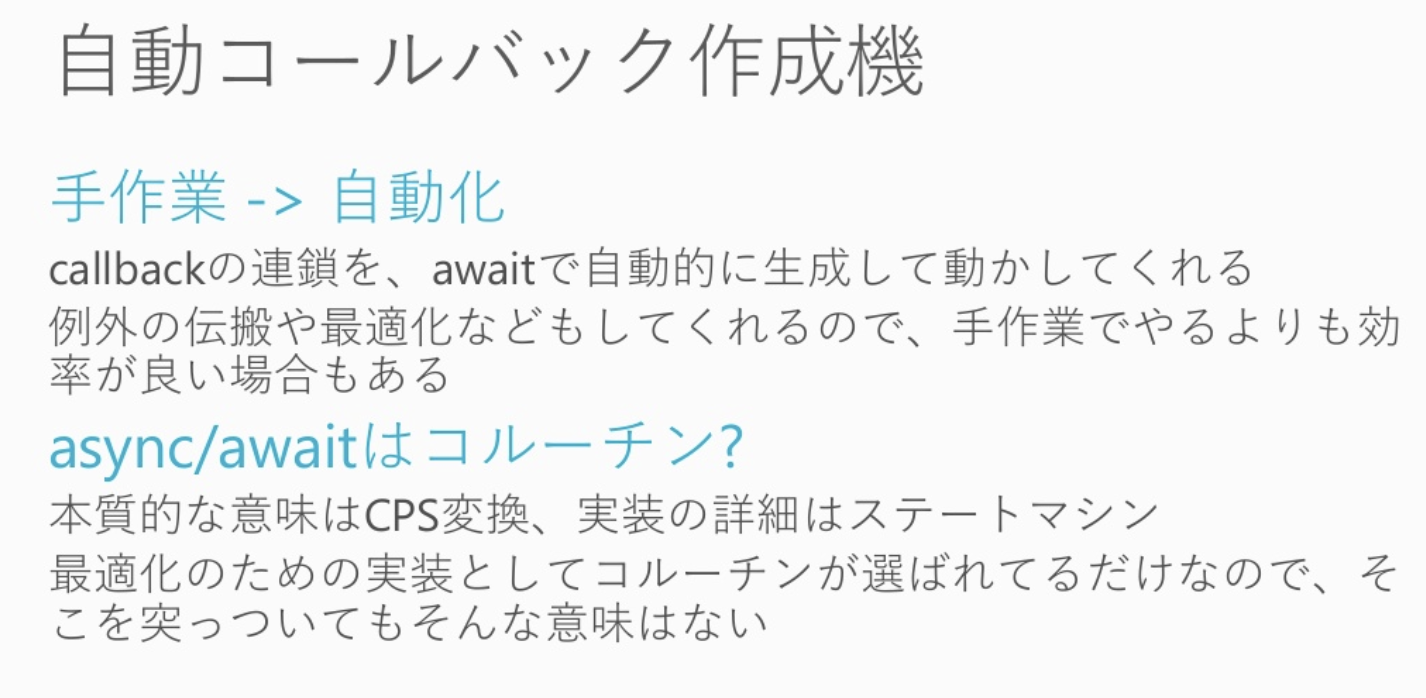 自動コールバック作成機
手作業 -> 自動化
callbackの連鎖を、awaitで自動的に生成して動かしてくれる
例外の伝搬や最適化などもしてくれるので、手作業でやるよりも効
率が良い場合もある
async/awaitはコルーチン?
本質的な意味はCPS変換、実装の詳細はステートマシン
最適化のための実装としてコルーチンが選ばれてるだけなので、そ
こを突っついてもそんな意味はない